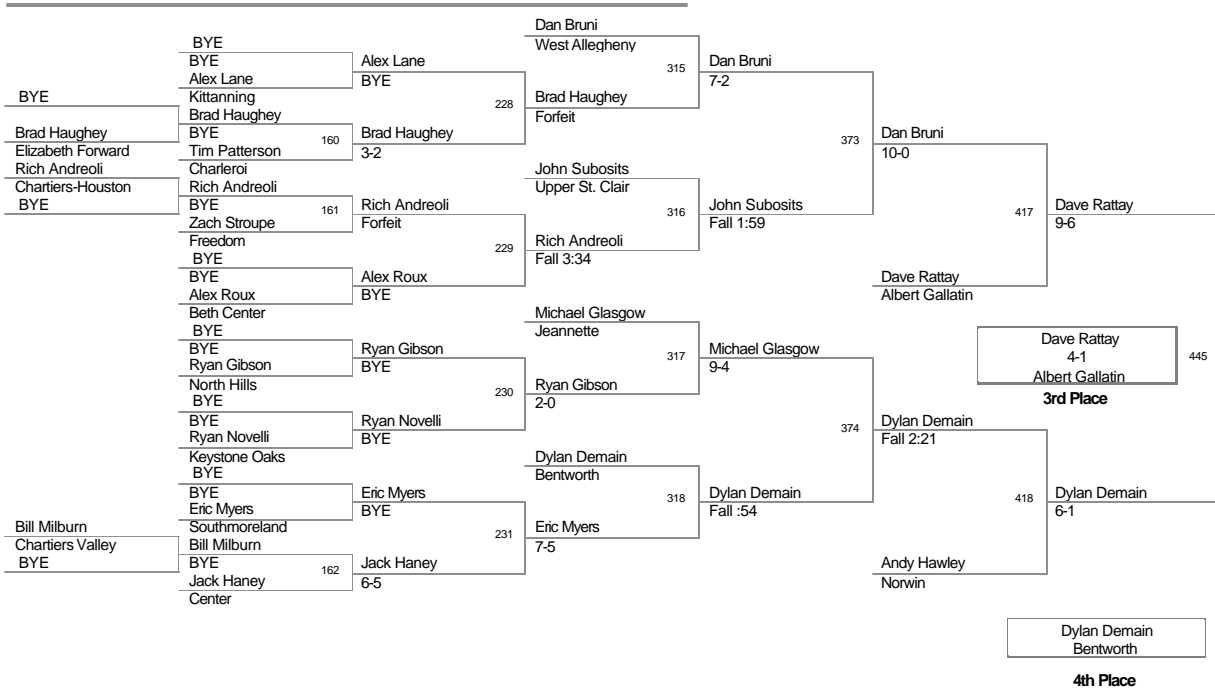 BYE
Brad Haughey
Elizabeth Forward
Rich Andreoli
Chartiers-Houston
BYE
Bill Milburn
Chartiers Valley
BYE
BYE
BYE
Alex Lane
Kittanning
Brad Haughey
BYE
Tim Patterson
Charleroi
Rich Andreoli
BYE
Zach Stroupe
Freedom
BYE
BYE
Alex Roux
Beth Center
BYE
BYE
Ryan Gibson
North Hills
BYE
BYE
Ryan Novelli
Keystone Oaks
BYE
BYE
Eric Myers
Southmoreland
Bill Milburn
BYE
Jack Haney
Center
160
161
162
Alex Lane
BYE
Brad Haughey
3-2
Rich Andreoli
Forfeit
Alex Roux
BYE
Ryan Gibson
BYE
Ryan Novelli
BYE
Eric Myers
BYE
Jack Haney
6-5
228
229
230
231
Dan Bruni
West Allegheny
Brad Haughey
Forfeit
John Subosits
Upper St. Clair
Rich Andreoli
Fall 3:34
Michael Glasgow
Jeannette
Ryan Gibson
2-0
Dylan Demain
Bentworth
Eric Myers
7-5
315
316
317
318
Dan Bruni
7-2
John Subosits
Fall 1:59
Michael Glasgow
9-4
Dylan Demain
Fall :54
373
374
Dan Bruni
10-0
Dave Rattay
Albert Gallatin
Dylan Demain
Fall 2:21
Andy Hawley
Norwin
417
418
Dave Rattay
9-6
Dylan Demain
6-1
Dave Rattay
4-1
Albert Gallatin
445
3rd Place
Dylan Demain
Bentworth
4th Place